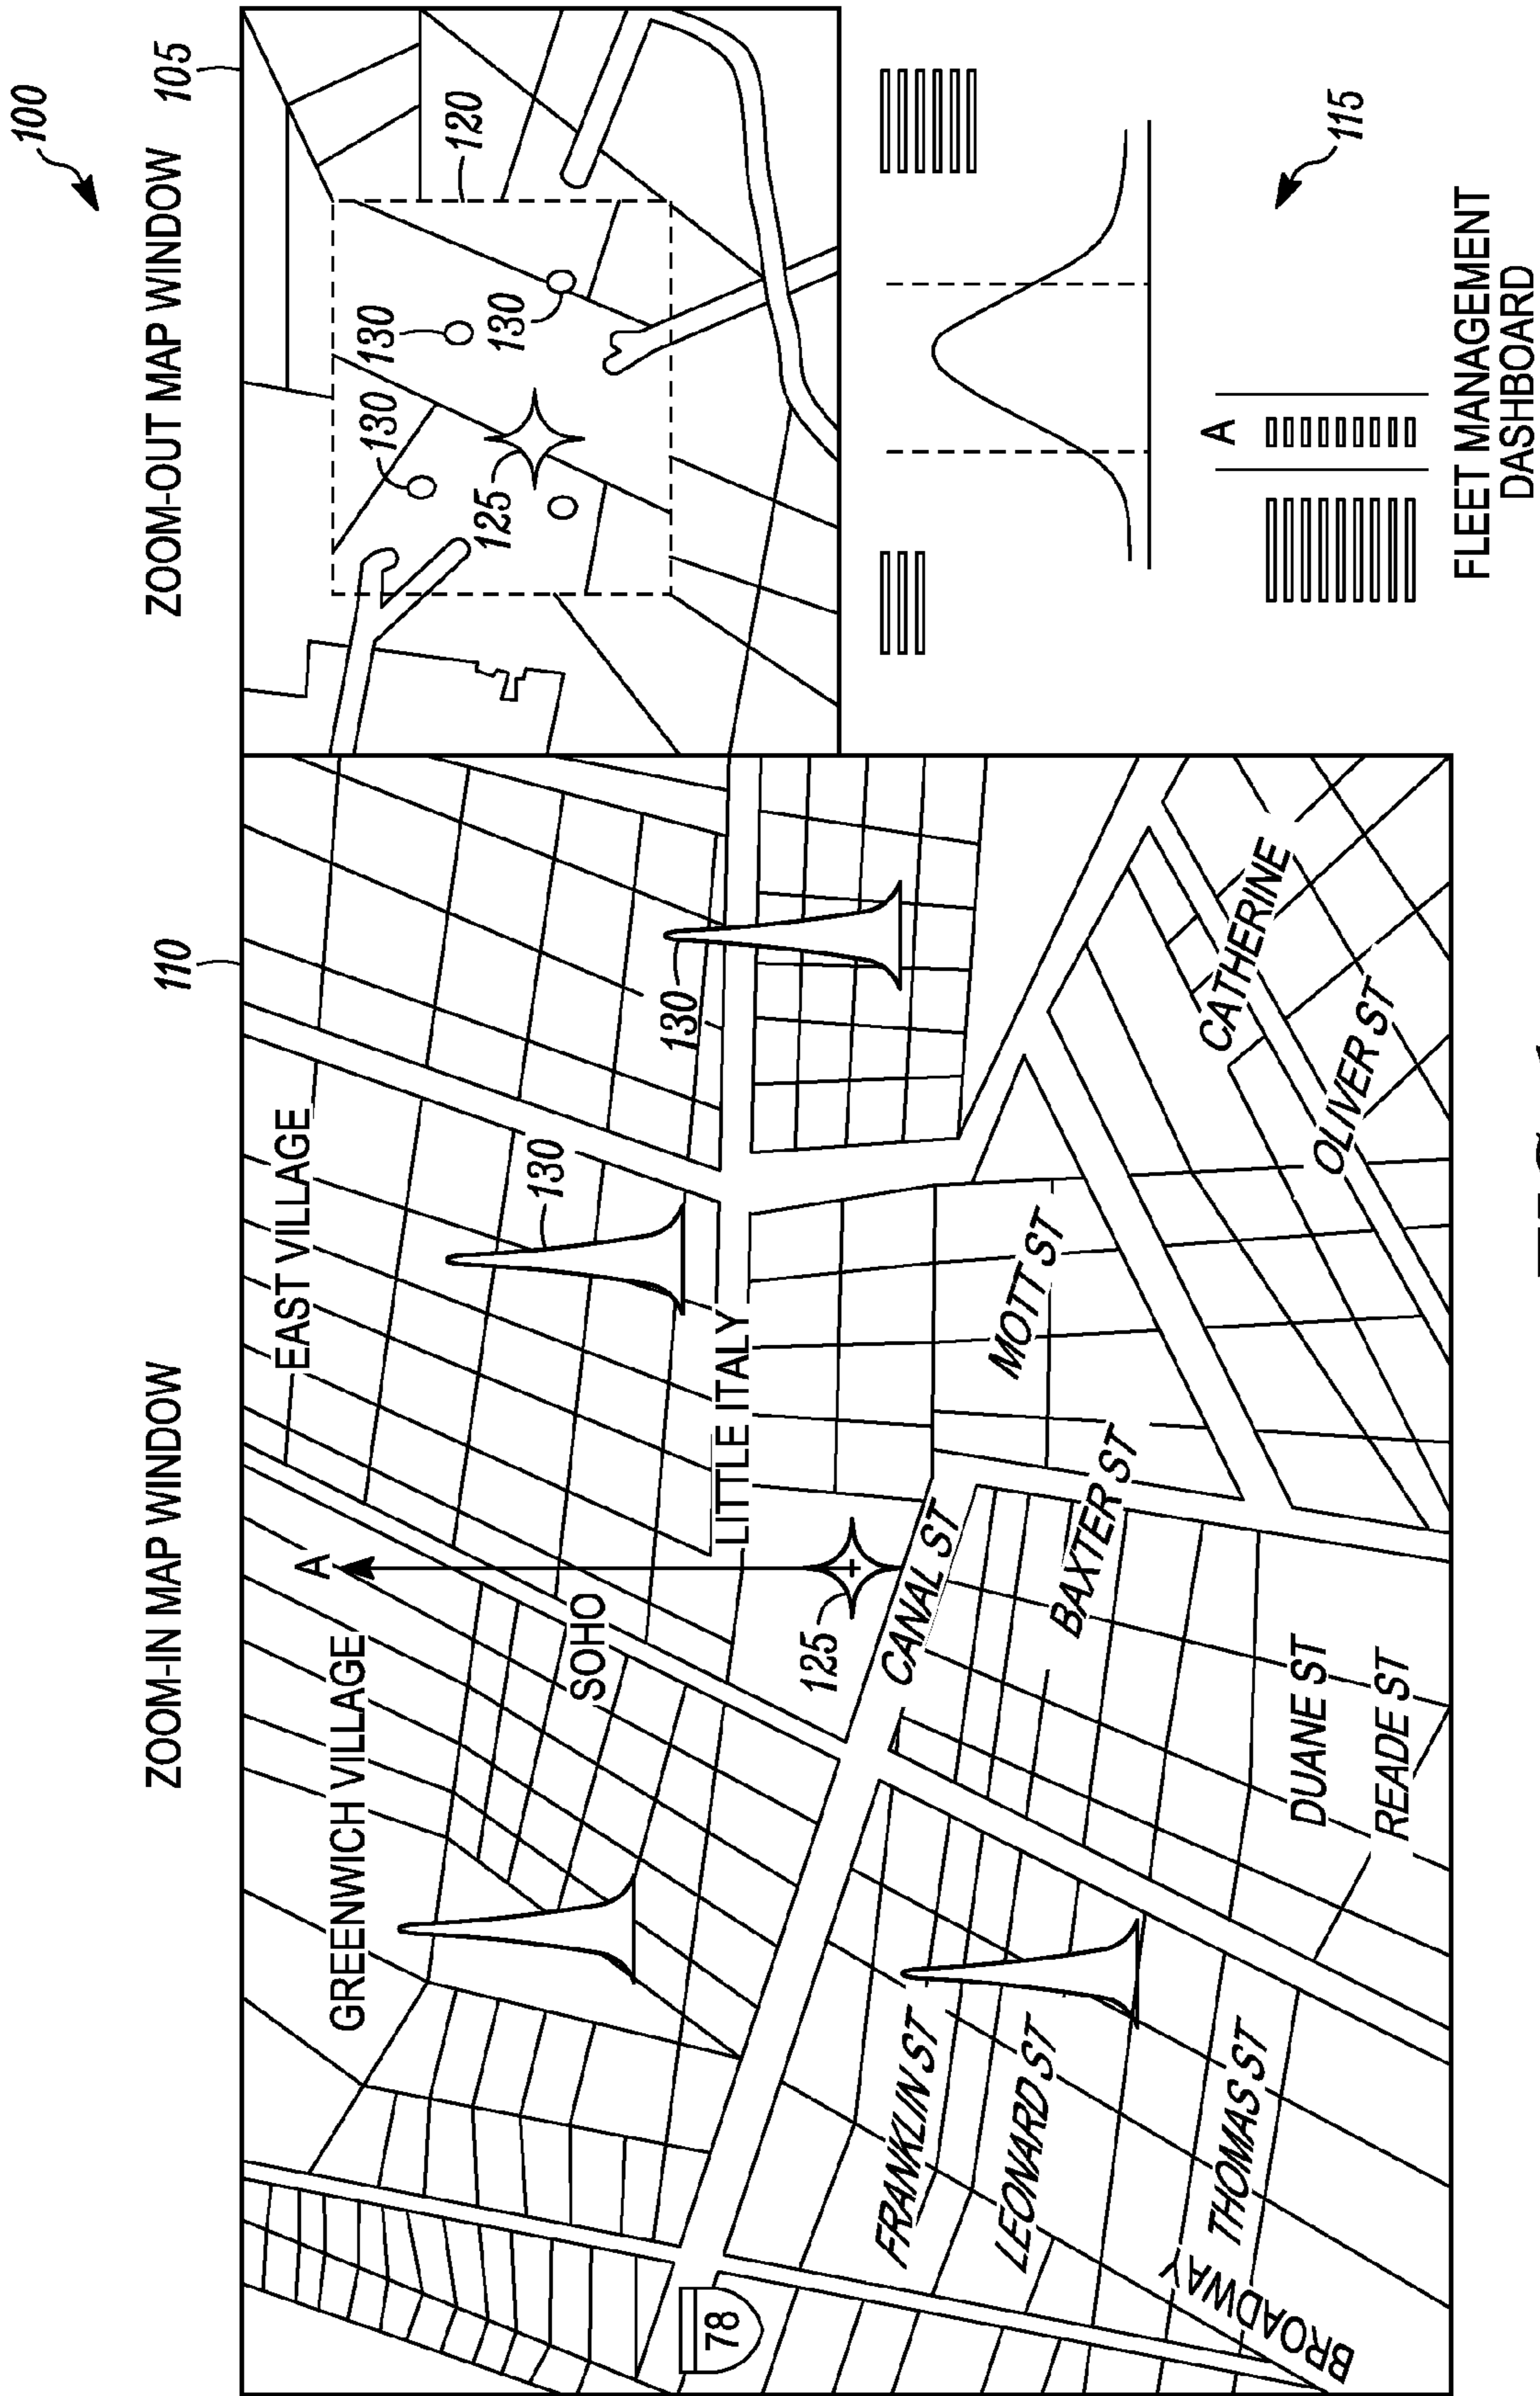 100
ZOOM-IN MAP WINDOW
ZOOM-OUT MAP WINDOW
110
105
EAST VILLAGE
A
GREENWICH VILLAGE
SOHO
130
LITTLE ITALY
130
125
CANAL ST
FRANKLIN ST
LEONARD ST
MOTT ST
BAXTER ST
CATHERINE
OLIVER ST
THOMAS ST
DUANE ST
READE ST
BROADWAY
78
120
130
130
130
125
A
115
FLEET MANAGEMENT
DASHBOARD